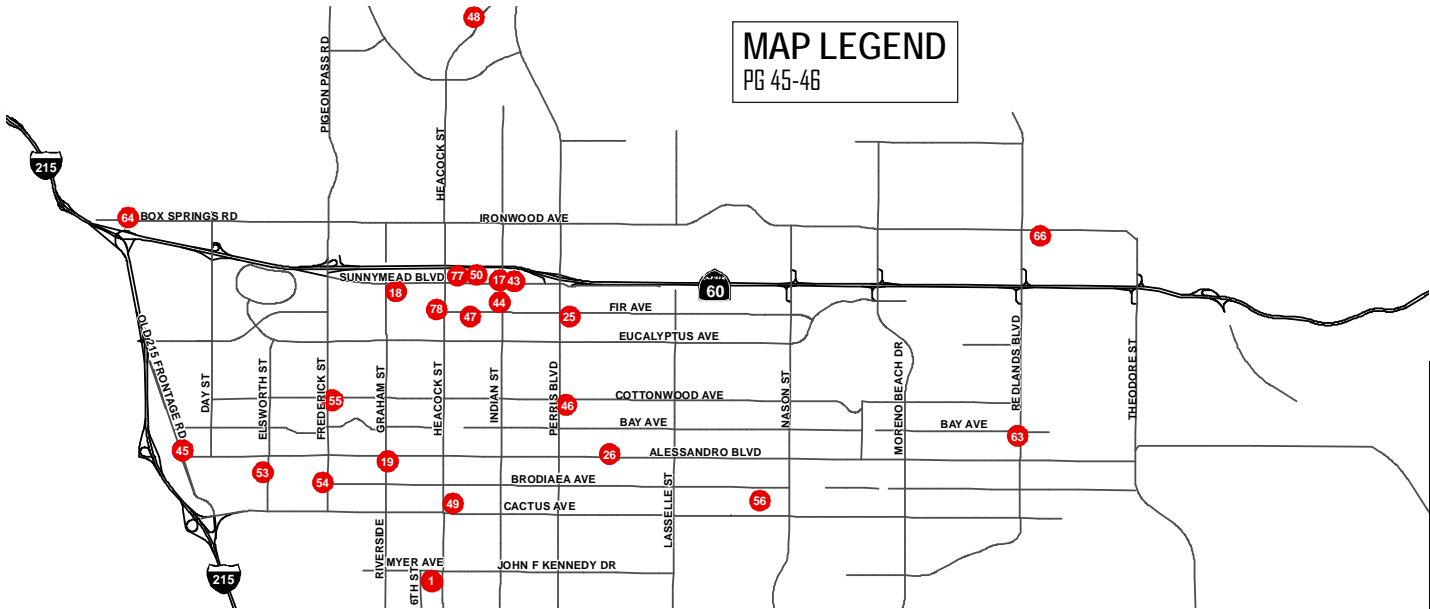 48
MAP LEGEND
PG 45-46
PIGEON PASS RD
HEACOCK ST
215
64
BOX SPRINGS RD
IRONWOOD AVE
66
SUNNYMEAD BLVD
77
50
17
43
60
18
44
78
47
25
FIR AVE
EUCALYPTUS AVE
OLD 215 FRONTAGE RD
DAY ST
ELSWORTH ST
FREDERICK ST
GRAHAM ST
HEACOCK ST
INDIAN ST
PERRIS BLVD
NASON ST
MORENO BEACH DR
REDLANDS BLVD
THEODORE ST
55
46
COTTONWOOD AVE
BAY AVE
BAY AVE
63
45
19
26
ALESSANDRO BLVD
53
54
BRODIAEA AVE
49
CACTUS AVE
56
LASSELLE ST
RIVERSIDE
MYER AVE
6TH ST
1
JOHN F KENNEDY DR
215